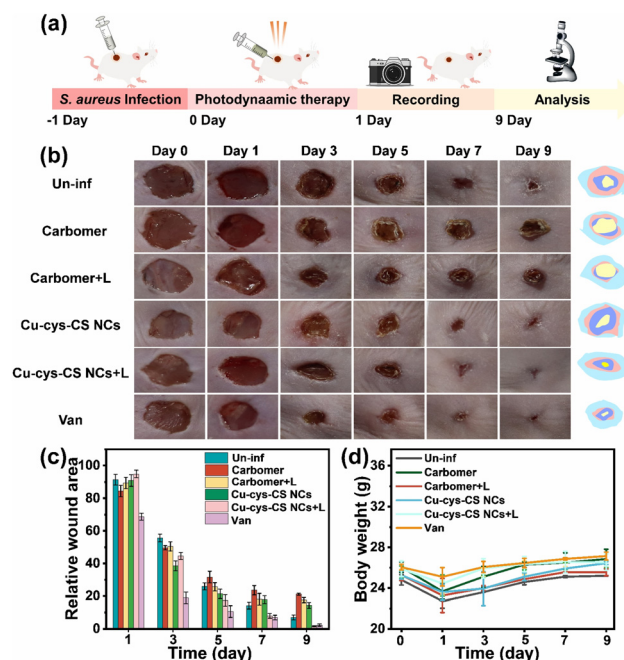 (a)
S. aureus Infection Photodynaamic therapy Recording Analysis
-1 Day 0 Day 1 Day 9 Day
(b)
Day 0 Day 1 Day 3 Day 5 Day 7 Day 9
Un-inf
Carbomer
Carbomer+L
Cu-cys-CS NCs
Cu-cys-CS NCs+L
Van
(c)
Relative wound area
100
80
60
40
20
0
Un-inf
Carbomer
Carbomer+L
Cu-cys-CS NCs
Cu-cys-CS NCs+L
Van
1 3 5 7 9
Time (day)
(d)
Body weight (g)
36
32
28
24
Un-inf
Carbomer
Carbomer+L
Cu-cys-CS NCs
Cu-cys-CS NCs+L
Van
0 1 3 5 7 9
Time (day)